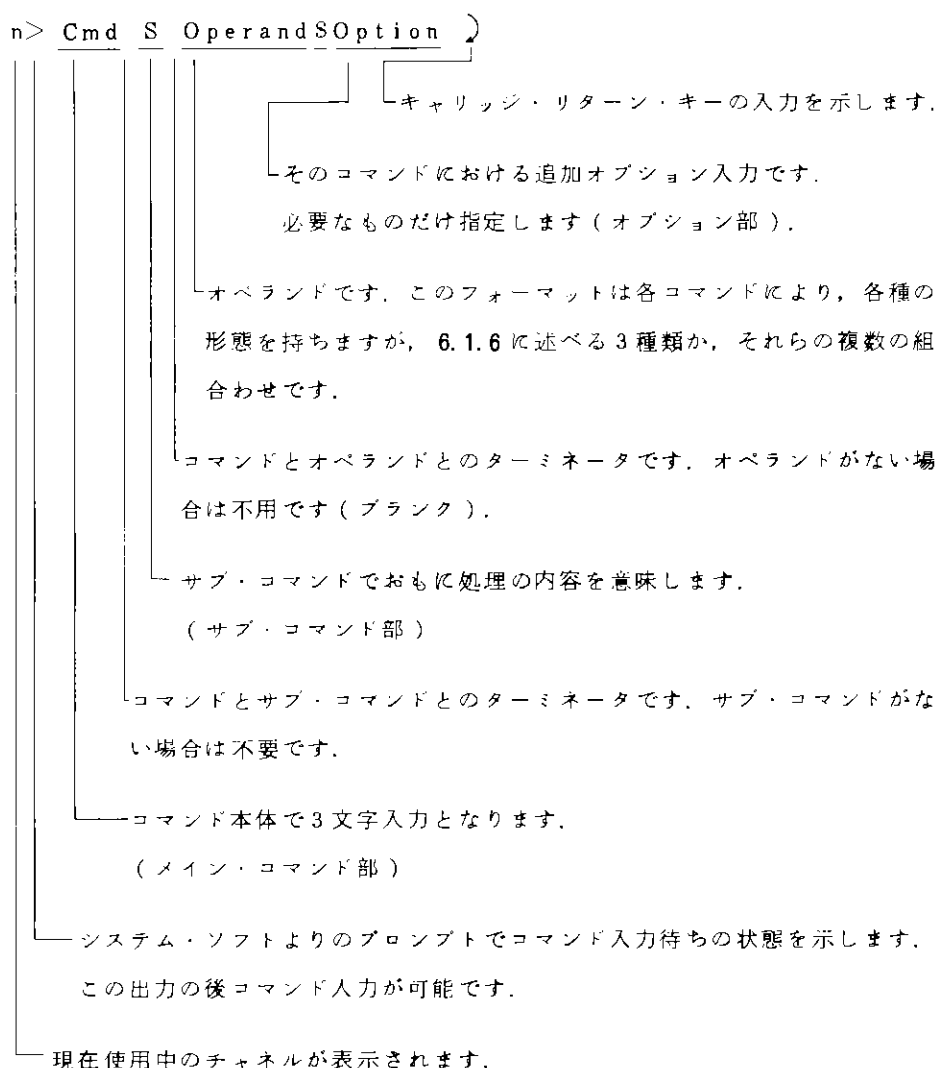 n> Cmd S OperandSOption
キャリッジ・リターン・キーの入力を示します.
そのコマンドにおける追加オプション入力です.
必要なものだけ指定します(オプション部).
オペランドです. このフォーマットは各コマンドにより, 各種の
形態を持ちますが, 6.1.6に述べる3種類か, それらの複数の組
合わせです.
コマンドとオペランドとのターミネータです. オペランドがない場
合は不用です(ブランク).
サブ・コマンドでおもに処理の内容を意味します.
(サブ・コマンド部)
コマンドとサブ・コマンドとのターミネータです. サブ・コマンドがな
い場合は不要です.
コマンド本体で3文字入力となります.
(メイン・コマンド部)
システム・ソフトよりのプロンプトでコマンド入力待ちの状態を示します.
この出力の後コマンド人力が可能です.
現在使用中のチャネルが表示されます.